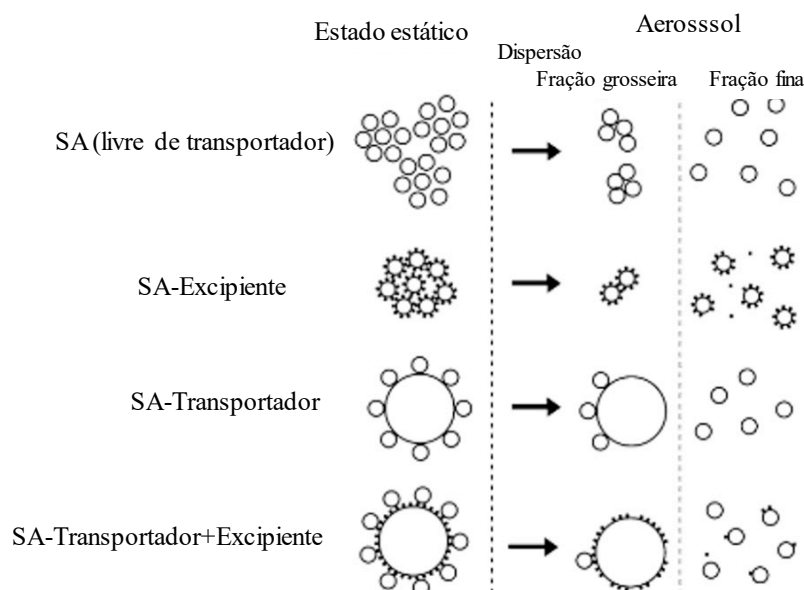 Estado estático
Aerosssol
Dispersão
Fração grosseira
Fração fina
SA (livre de transportador)
SA-Excipiente
SA-Transportador
SA-Transportador+Excipiente